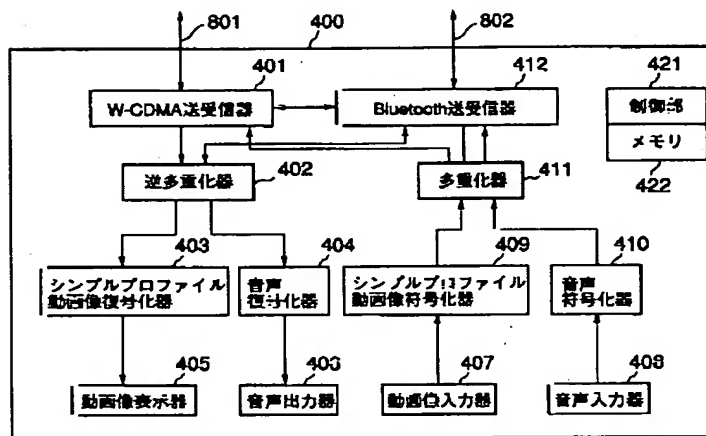 801
400
802
401
412
421
W-CDMA送受信器
Bluetooth送受信器
制御部
メモリ
422
逆多重化器
402
多重化器
411
403
404
409
410
シンプルプロファイル
動画像復号化器
音声
復号化器
シンプルプロファイル
動画像符号化器
音声
符号化器
405
406
407
408
動画像表示器
音声出力器
動画像入力器
音声入力器